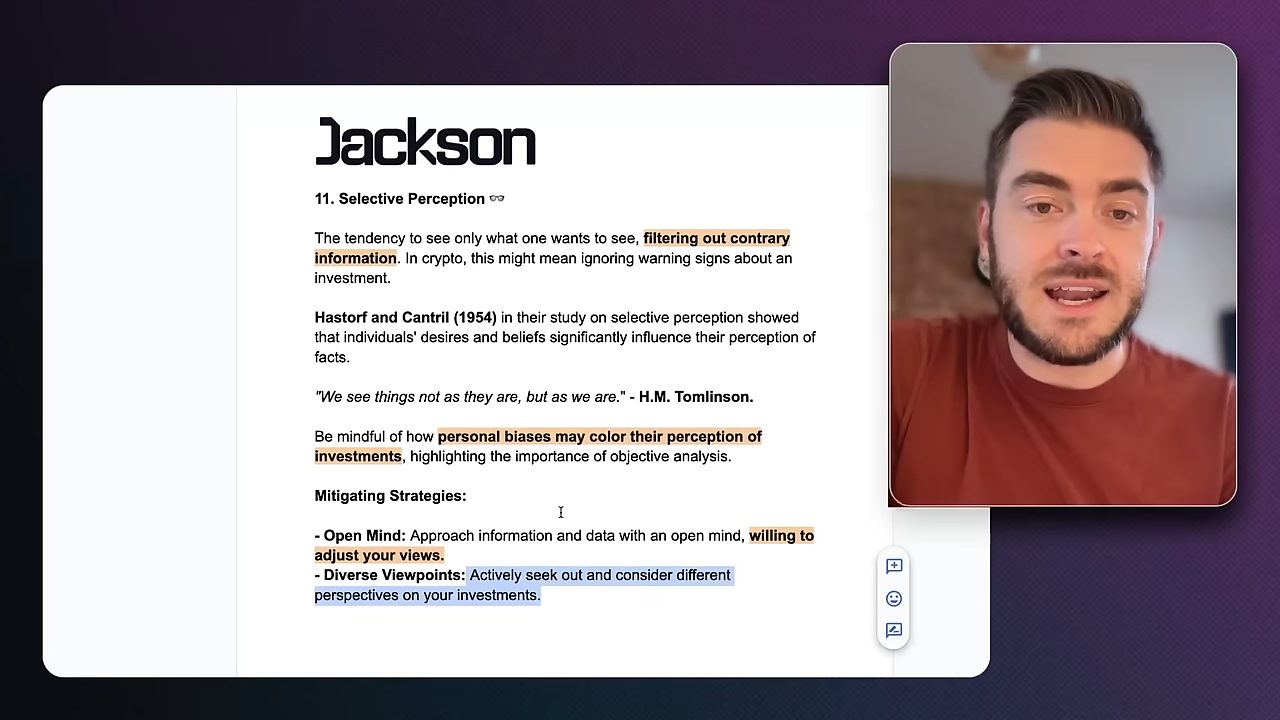 Jackson
11. Selective Perception 👓
The tendency to see only what one wants to see, filtering out contrary
information. In crypto, this might mean ignoring warning signs about an
investment.
Hastorf and Cantril (1954) in their study on selective perception showed
that individuals' desires and beliefs significantly influence their perception of
facts.
"We see things not as they are, but as we are." - H.M. Tomlinson.
Be mindful of how personal biases may color their perception of
investments, highlighting the importance of objective analysis.
Mitigating Strategies:
- Open Mind: Approach information and data with an open mind, willing to
adjust your views.
- Diverse Viewpoints: Actively seek out and consider different
perspectives on your investments.